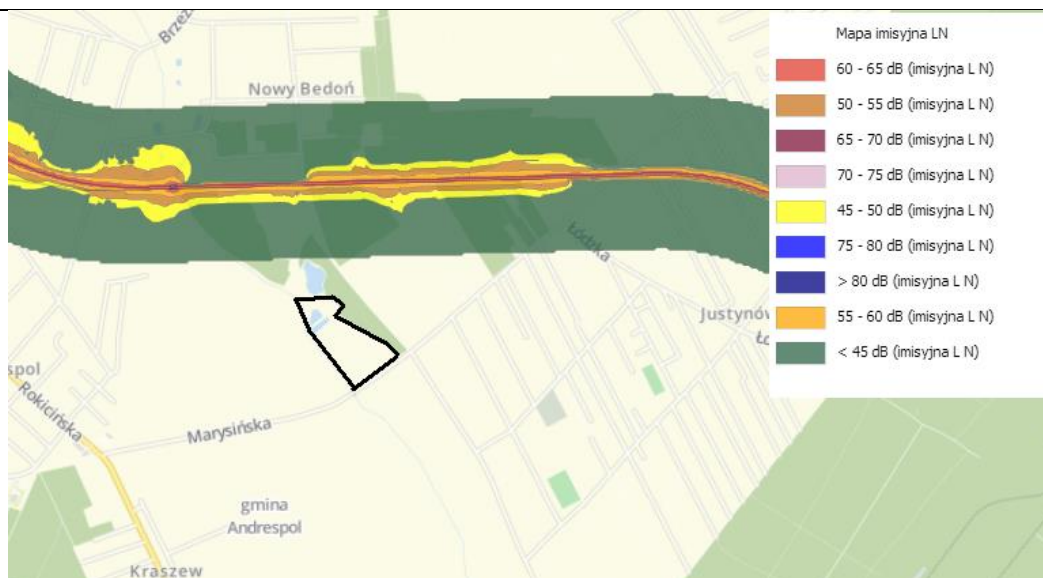 Brzezi
Nowy Bedoń
Łódzka
Justynów
spol
Rokicińska
Marysińska
gmina
Andrespol
Kraszew
Mapa imisyjna LN
60 - 65 dB (imisyjna L N)
50 - 55 dB (imisyjna L N)
65 - 70 dB (imisyjna L N)
70 - 75 dB (imisyjna L N)
45 - 50 dB (imisyjna L N)
75 - 80 dB (imisyjna L N)
> 80 dB (imisyjna L N)
55 - 60 dB (imisyjna L N)
< 45 dB (imisyjna L N)